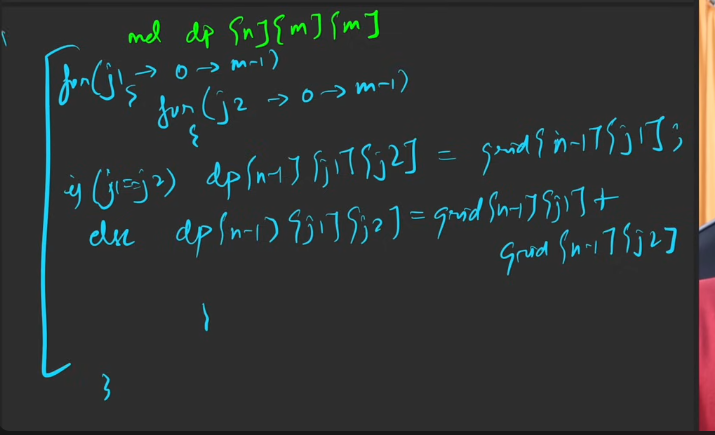 int dp [n][m][m]
for(j1 → 0 → m-1)
{
for(j2 → 0 → m-1)
{
if (j1==j2) dp[n-1][j1][j2] = grid[n-1][j1];
else dp[n-1][j1][j2] = grid[n-1][j1] +
grid[n-1][j2]
}
}